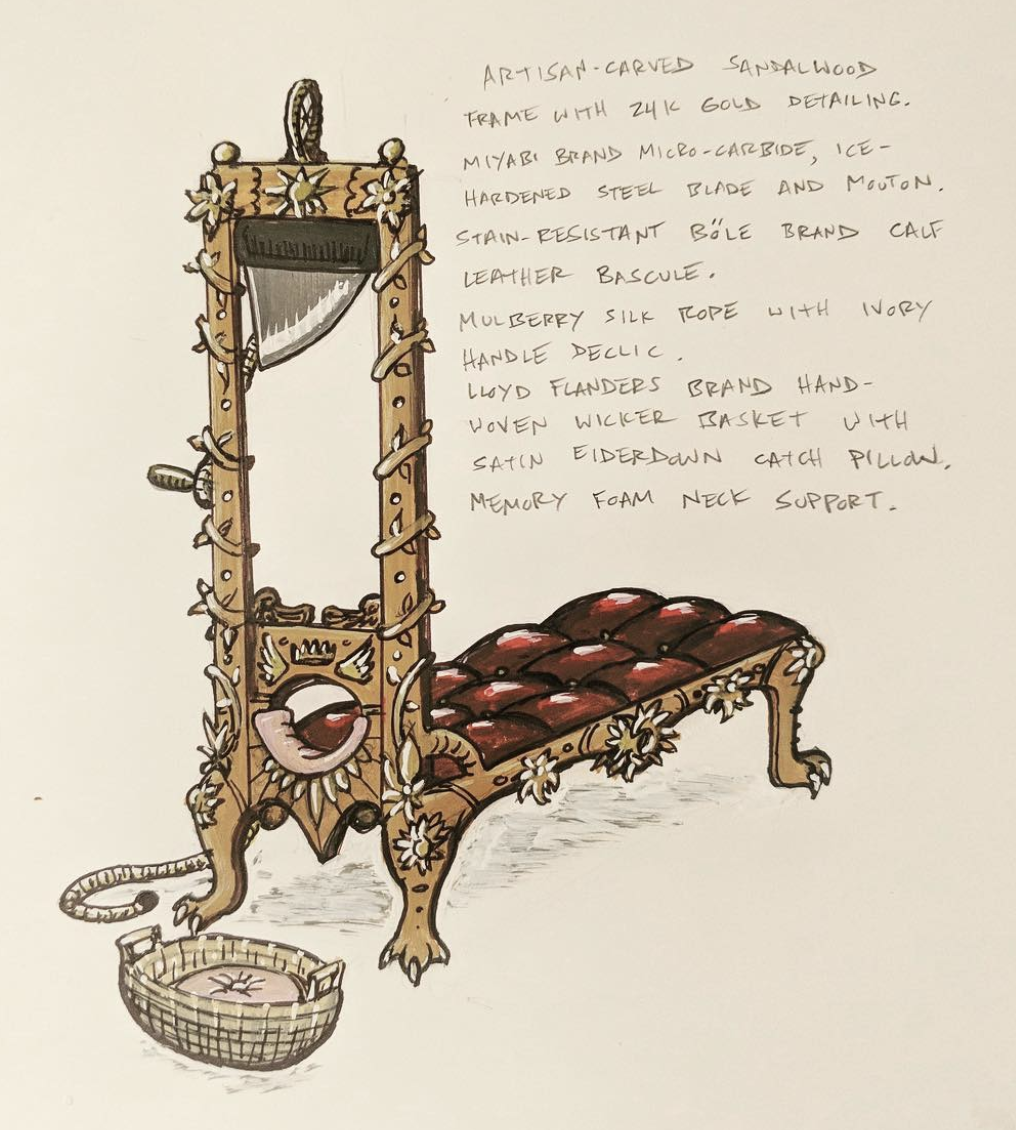 ARTISAN-CARVED SANDALWOOD
FRAME WITH 24K GOLD DETAILING.
MIYABI BRAND MICRO-CARBIDE, ICE-
HARDENED STEEL BLADE AND MOUTON.
STAIN-RESISTANT BÖLE BRAND CALF
LEATHER BASCULE.
MULBERRY SILK ROPE WITH IVORY
HANDLE DECLIC.
LLOYD FLANDERS BRAND HAND-
WOVEN WICKER BASKET WITH
SATIN EIDERDOWN CATCH PILLOW.
MEMORY FOAM NECK SUPPORT.